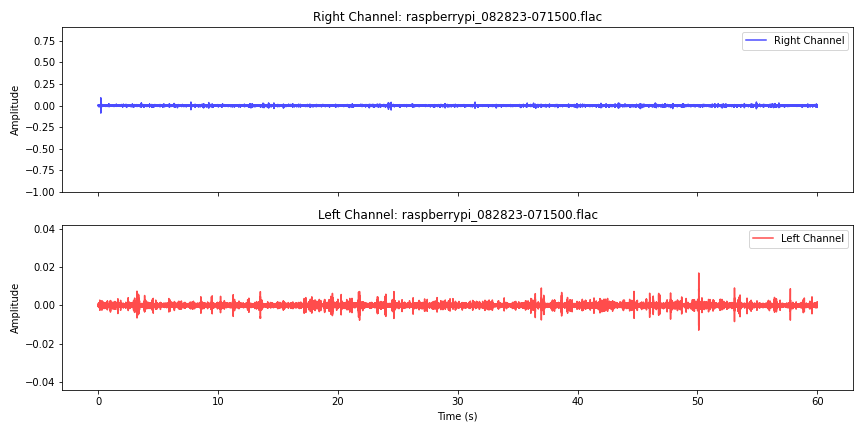 Right Channel: raspberrypi_082823-071500.flac
Right Channel
Amplitude
0.75
0.50
0.25
0.00
−0.25
−0.50
−0.75
−1.00
Left Channel: raspberrypi_082823-071500.flac
Left Channel
Amplitude
0.04
0.02
0.00
−0.02
−0.04
0 10 20 30 40 50 60
Time (s)